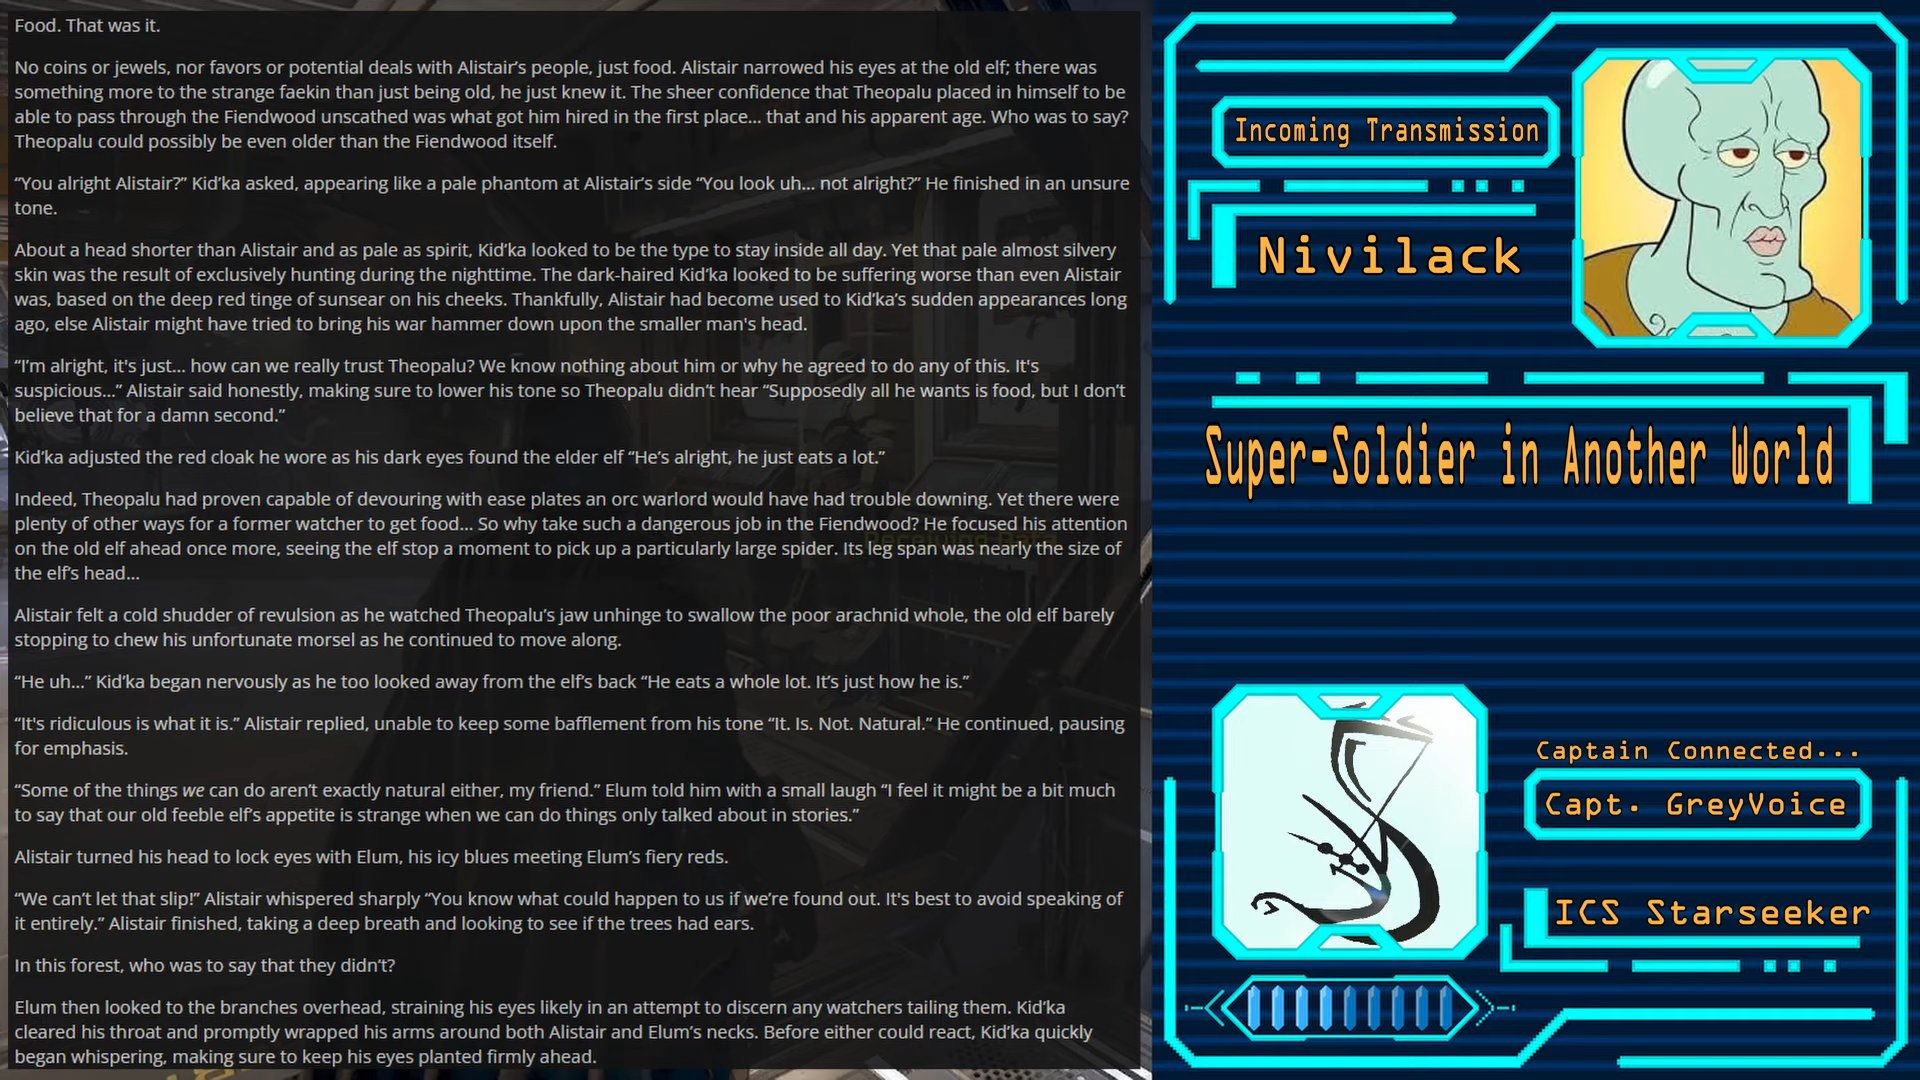 Food. That was it.
No coins or jewels, nor favors or potential deals with Alistair’s people, just food. Alistair narrowed his eyes at the old elf; there was
something more to the strange faekin than just being old, he just knew it. The sheer confidence that Theopalu placed in himself to be
able to pass through the Fiendwood unscathed was what got him hired in the first place... that and his apparent age. Who was to say?
Theopalu could possibly be even older than the Fiendwood itself.
“You alright Alistair?” Kid’ka asked, appearing like a pale phantom at Alistair’s side “You look uh... not alright?” He finished in an unsure
tone.
About a head shorter than Alistair and as pale as spirit, Kid’ka looked to be the type to stay inside all day. Yet that pale almost silvery
skin was the result of exclusively hunting during the nighttime. The dark-haired Kid’ka looked to be suffering worse than even Alistair
was, based on the deep red tinge of sunsear on his cheeks. Thankfully, Alistair had become used to Kid’ka’s sudden appearances long
ago, else Alistair might have tried to bring his war hammer down upon the smaller man's head.
“I’m alright, it's just... how can we really trust Theopalu? We know nothing about him or why he agreed to do any of this. It's
suspicious...” Alistair said honestly, making sure to lower his tone so Theopalu didn’t hear “Supposedly all he wants is food, but I don’t
believe that for a damn second.”
Kid’ka adjusted the red cloak he wore as his dark eyes found the elder elf “He’s alright, he just eats a lot.”
Indeed, Theopalu had proven capable of devouring with ease plates an orc warlord would have had trouble downing. Yet there were
plenty of other ways for a former watcher to get food... So why take such a dangerous job in the Fiendwood? He focused his attention
on the old elf ahead once more, seeing the elf stop a moment to pick up a particularly large spider. Its leg span was nearly the size of
the elf’s head...
Alistair felt a cold shudder of revulsion as he watched Theopalu’s jaw unhinge to swallow the poor arachnid whole, the old elf barely
stopping to chew his unfortunate morsel as he continued to move along.
“He uh...” Kid’ka began nervously as he too looked away from the elf’s back “He eats a whole lot. It’s just how he is.”
“It's ridiculous is what it is.” Alistair replied, unable to keep some bafflement from his tone “It. Is. Not. Natural.” He continued, pausing
for emphasis.
“Some of the things we can do aren’t exactly natural either, my friend.” Elum told him with a small laugh “I feel it might be a bit much
to say that our old feeble elf’s appetite is strange when we can do things only talked about in stories.”
Alistair turned his head to lock eyes with Elum, his icy blues meeting Elum’s fiery reds.
“We can’t let that slip!” Alistair whispered sharply “You know what could happen to us if we’re found out. It's best to avoid speaking of
it entirely.” Alistair finished, taking a deep breath and looking to see if the trees had ears.
In this forest, who was to say that they didn’t?
Elum then looked to the branches overhead, straining his eyes likely in an attempt to discern any watchers tailing them. Kid’ka
cleared his throat and promptly wrapped his arms around both Alistair and Elum’s necks. Before either could react, Kid’ka quickly
began whispering, making sure to keep his eyes planted firmly ahead.
Receiving Data
Incoming Transmission
Nivilack
Super-Soldier in Another World
Captain Connected...
Capt. GreyVoice
ICS Starseeker